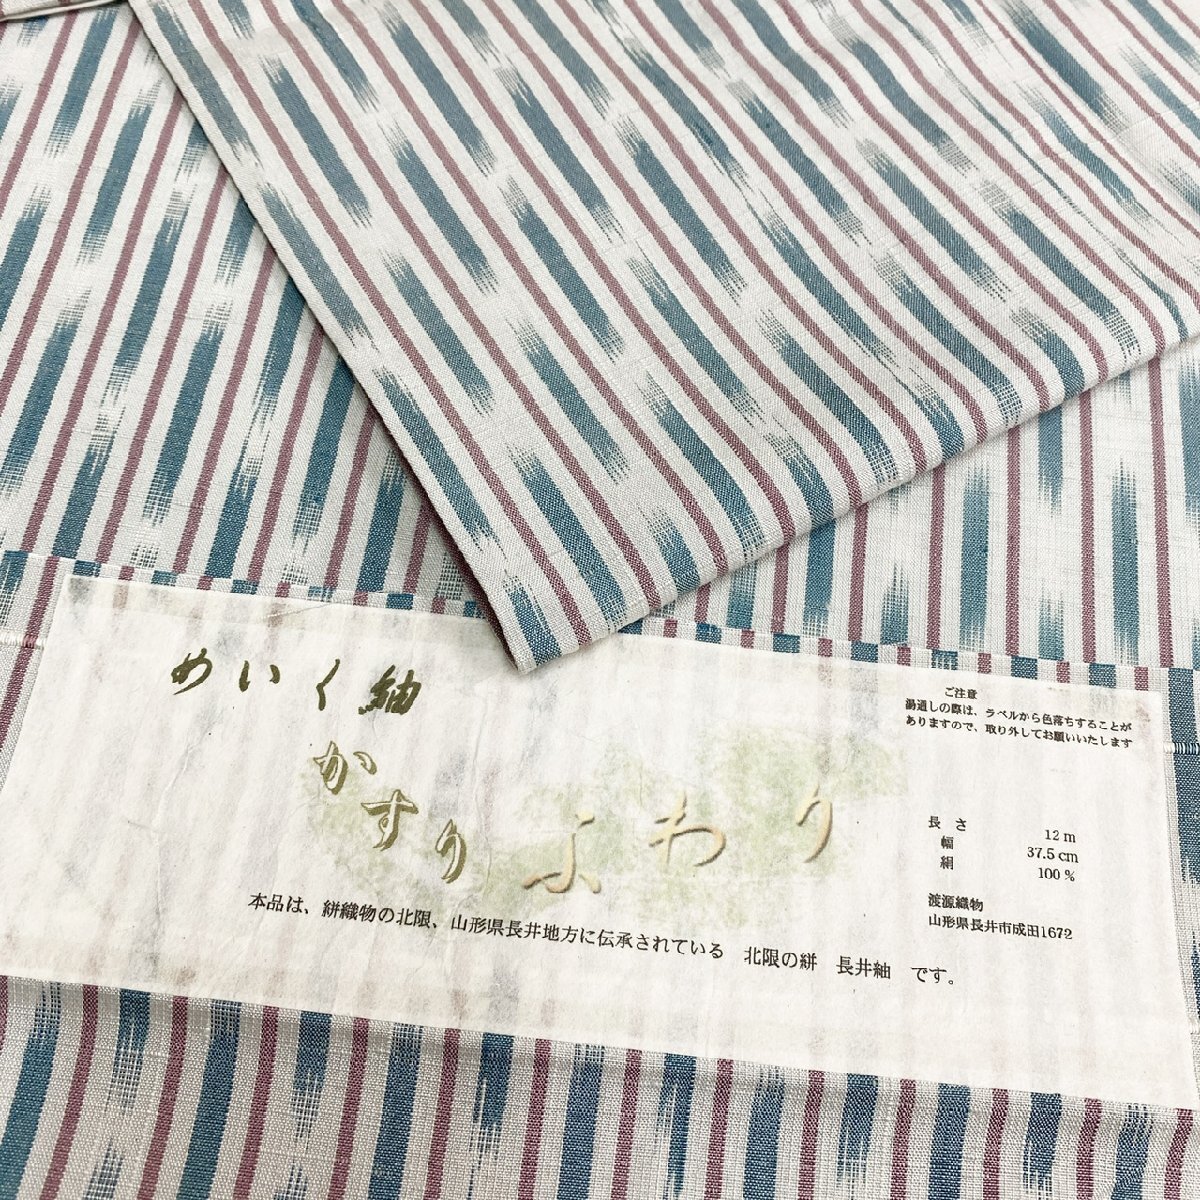 めいく紬
かすり ふわり
本品は、絣織物の北限、山形県長井地方に伝承されている 北限の絣 長井紬 です。
ご注意
湯通しの際は、ラベルから色落ちすることが
ありますので、取り外してお願いいたします
長さ 12m
幅 37.5cm
絹 100%
渡源織物
山形県長井市成田1672